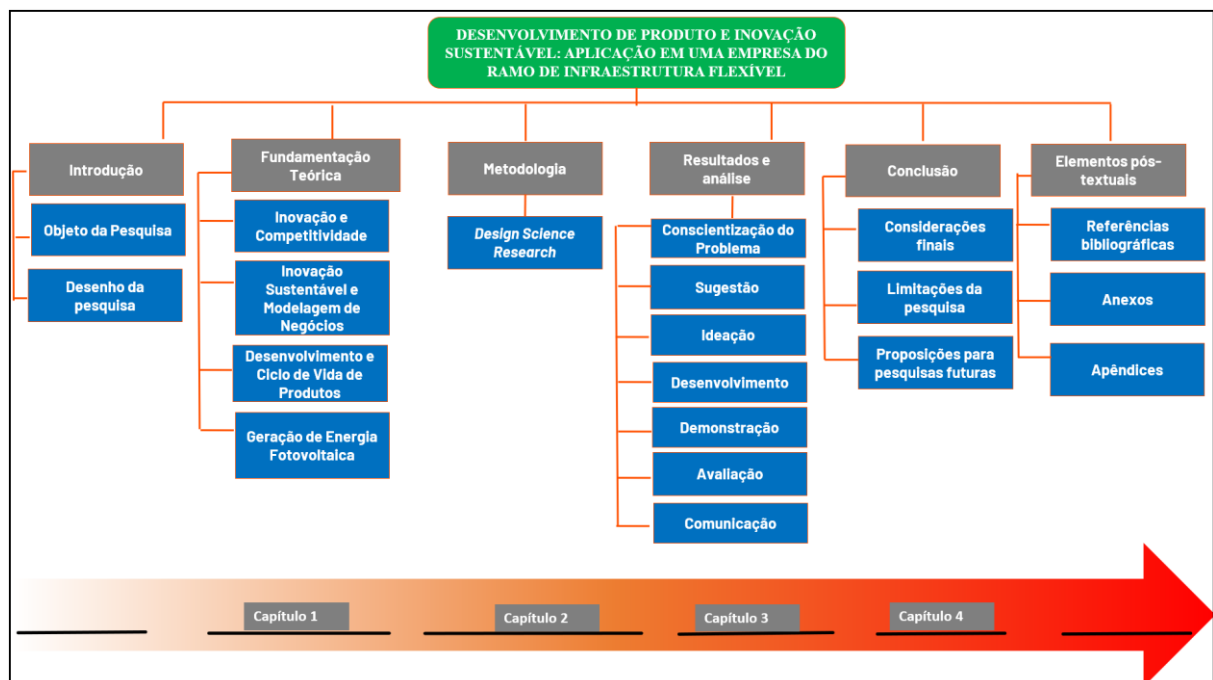 DESENVOLVIMENTO DE PRODUTO E INOVAÇÃO
SUSTENTÁVEL: APLICAÇÃO EM UMA EMPRESA DO
RAMO DE INFRAESTRUTURA FLEXÍVEL
Introdução
Objeto da Pesquisa
Desenho da
pesquisa
Fundamentação
Teórica
Inovação e
Competitividade
Inovação
Sustentável e
Modelagem de
Negócios
Desenvolvimento e
Ciclo de Vida de
Produtos
Geração de Energia
Fotovoltaica
Metodologia
Design Science
Research
Resultados e
análise
Conscientização do
Problema
Sugestão
Ideação
Desenvolvimento
Demonstração
Avaliação
Comunicação
Conclusão
Considerações
finais
Limitações da
pesquisa
Proposições para
pesquisas futuras
Elementos pós-
textuais
Referências
bibliográficas
Anexos
Apêndices
Capítulo 1
Capítulo 2
Capítulo 3
Capítulo 4